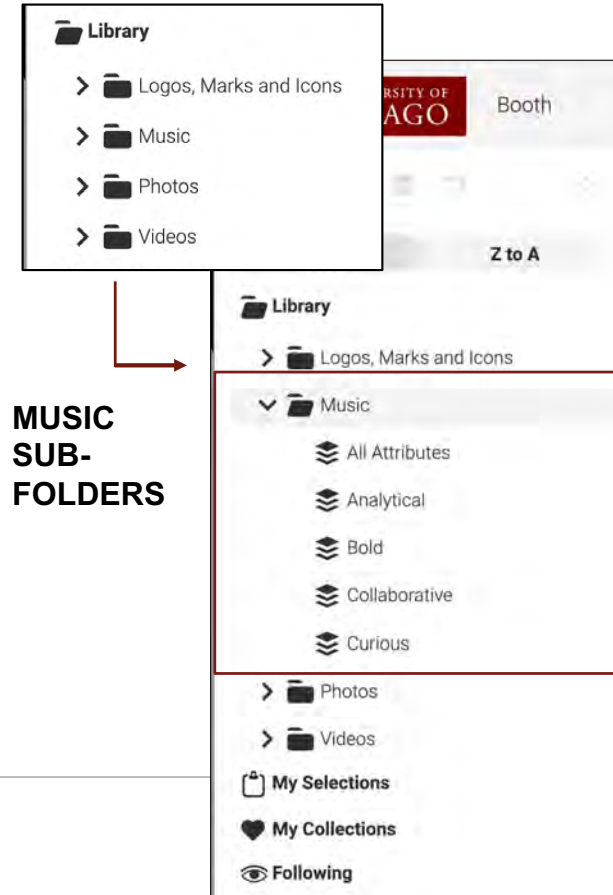 Library
Logos, Marks and Icons
Music
Photos
Videos
RSITY OF
AGO
Booth
Z to A
Library
Logos, Marks and Icons
MUSIC
SUB-
FOLDERS
Music
All Attributes
Analytical
Bold
Collaborative
Curious
Photos
Videos
My Selections
My Collections
Following